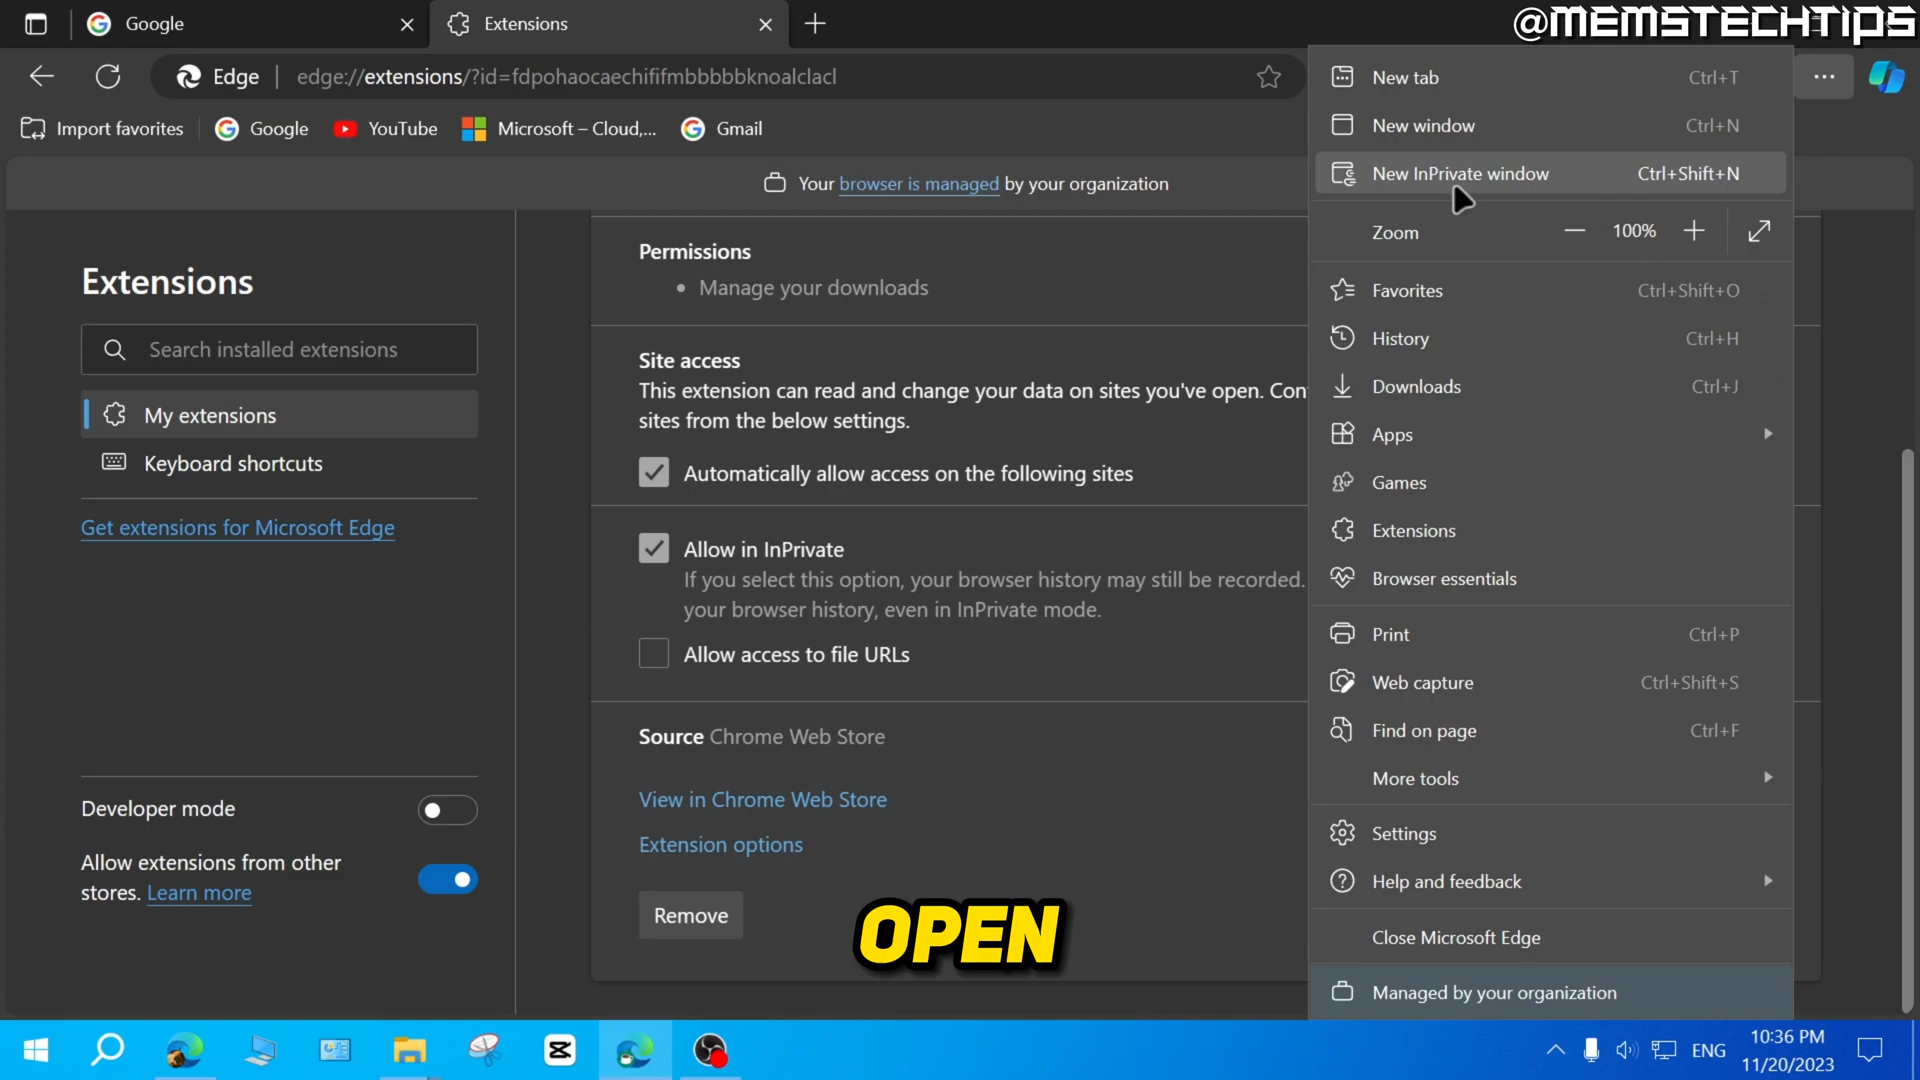 @MEMSTECHTIPS
Google
Extensions
Edge
edge://extensions/?id=fdpohaocaechififmbbbbbknoalclacl
Import favorites
Google
YouTube
Microsoft – Cloud,...
Gmail
Your browser is managed by your organization
Extensions
Search installed extensions
My extensions
Keyboard shortcuts
Get extensions for Microsoft Edge
Developer mode
Allow extensions from other
stores. Learn more
Permissions
• Manage your downloads
Site access
This extension can read and change your data on sites you've open. Con
sites from the below settings.
Automatically allow access on the following sites
Allow in InPrivate
If you select this option, your browser history may still be recorded.
your browser history, even in InPrivate mode.
Allow access to file URLs
Source Chrome Web Store
View in Chrome Web Store
Extension options
Remove
OPEN
New tab Ctrl+T
New window Ctrl+N
New InPrivate window Ctrl+Shift+N
Zoom 100%
Favorites Ctrl+Shift+O
History Ctrl+H
Downloads Ctrl+J
Apps
Games
Extensions
Browser essentials
Print Ctrl+P
Web capture Ctrl+Shift+S
Find on page Ctrl+F
More tools
Settings
Help and feedback
Close Microsoft Edge
Managed by your organization
ENG
10:36 PM
11/20/2023